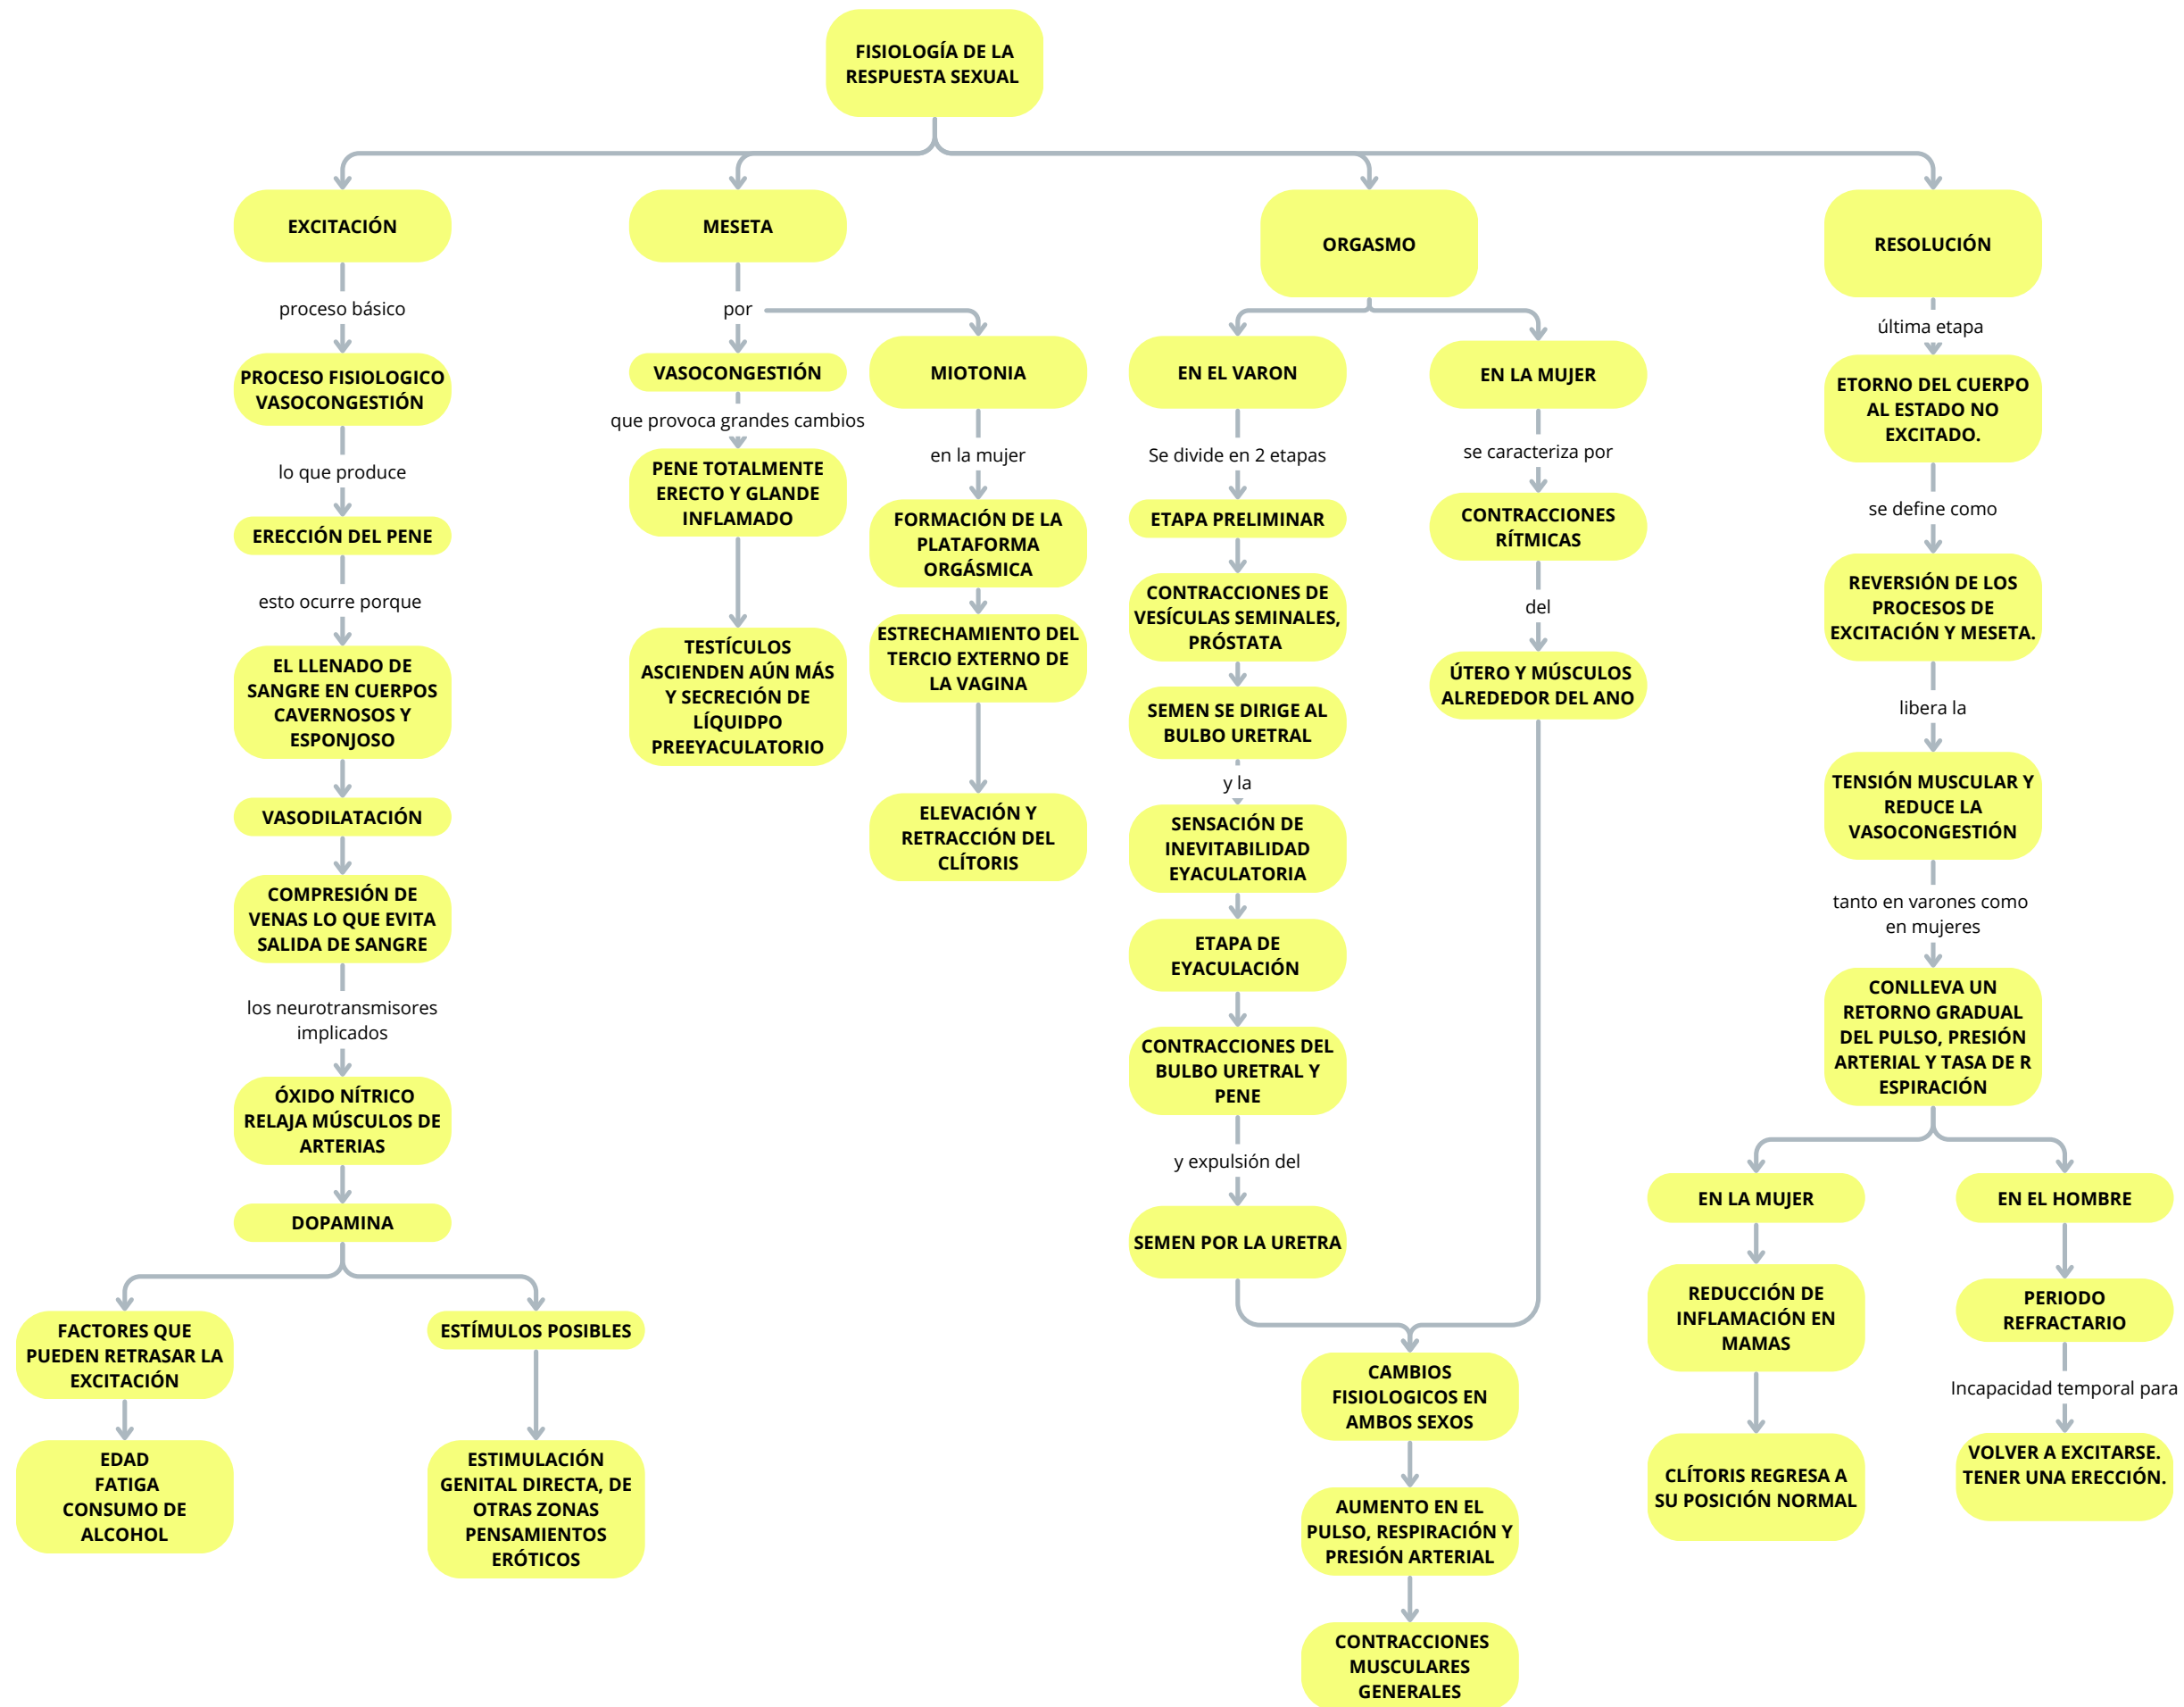 FISIOLOGÍA DE LA
RESPUESTA SEXUAL
EXCITACIÓN
proceso básico
PROCESO FISIOLOGICO
VASOCONGESTIÓN
lo que produce
ERECCIÓN DEL PENE
esto ocurre porque
EL LLENADO DE
SANGRE EN CUERPOS
CAVERNOSOS Y
ESPONJOSO
VASODILATACIÓN
COMPRESIÓN DE
VENAS LO QUE EVITA
SALIDA DE SANGRE
los neurotransmisores
implicados
ÓXIDO NÍTRICO
RELAJA MÚSCULOS DE
ARTERIAS
DOPAMINA
FACTORES QUE
PUEDEN RETRASAR LA
EXCITACIÓN
EDAD
FATIGA
CONSUMO DE
ALCOHOL
ESTÍMULOS POSIBLES
ESTIMULACIÓN
GENITAL DIRECTA, DE
OTRAS ZONAS
PENSAMIENTOS
ERÓTICOS
MESETA
por
VASOCONGESTIÓN
que provoca grandes cambios
PENE TOTALMENTE
ERECTO Y GLANDE
INFLAMADO
TESTÍCULOS
ASCIENDEN AÚN MÁS
Y SECRECIÓN DE
LÍQUIDPO
PREEYACULATORIO
MIOTONIA
en la mujer
FORMACIÓN DE LA
PLATAFORMA
ORGÁSMICA
ESTRECHAMIENTO DEL
TERCIO EXTERNO DE
LA VAGINA
ELEVACIÓN Y
RETRACCIÓN DEL
CLÍTORIS
ORGASMO
EN EL VARON
Se divide en 2 etapas
ETAPA PRELIMINAR
CONTRACCIONES DE
VESÍCULAS SEMINALES,
PRÓSTATA
SEMEN SE DIRIGE AL
BULBO URETRAL
y la
SENSACIÓN DE
INEVITABILIDAD
EYACULATORIA
ETAPA DE
EYACULACIÓN
CONTRACCIONES DEL
BULBO URETRAL Y
PENE
y expulsión del
SEMEN POR LA URETRA
EN LA MUJER
se caracteriza por
CONTRACCIONES
RÍTMICAS
del
ÚTERO Y MÚSCULOS
ALREDEDOR DEL ANO
CAMBIOS
FISIOLOGICOS EN
AMBOS SEXOS
AUMENTO EN EL
PULSO, RESPIRACIÓN Y
PRESIÓN ARTERIAL
CONTRACCIONES
MUSCULARES
GENERALES
RESOLUCIÓN
última etapa
ETORNO DEL CUERPO
AL ESTADO NO
EXCITADO.
se define como
REVERSIÓN DE LOS
PROCESOS DE
EXCITACIÓN Y MESETA.
libera la
TENSIÓN MUSCULAR Y
REDUCE LA
VASOCONGESTIÓN
tanto en varones como
en mujeres
CONLLEVA UN
RETORNO GRADUAL
DEL PULSO, PRESIÓN
ARTERIAL Y TASA DE R
ESPIRACIÓN
EN LA MUJER
REDUCCIÓN DE
INFLAMACIÓN EN
MAMAS
CLÍTORIS REGRESA A
SU POSICIÓN NORMAL
EN EL HOMBRE
PERIODO
REFRACTARIO
Incapacidad temporal para
VOLVER A EXCITARSE.
TENER UNA ERECCIÓN.